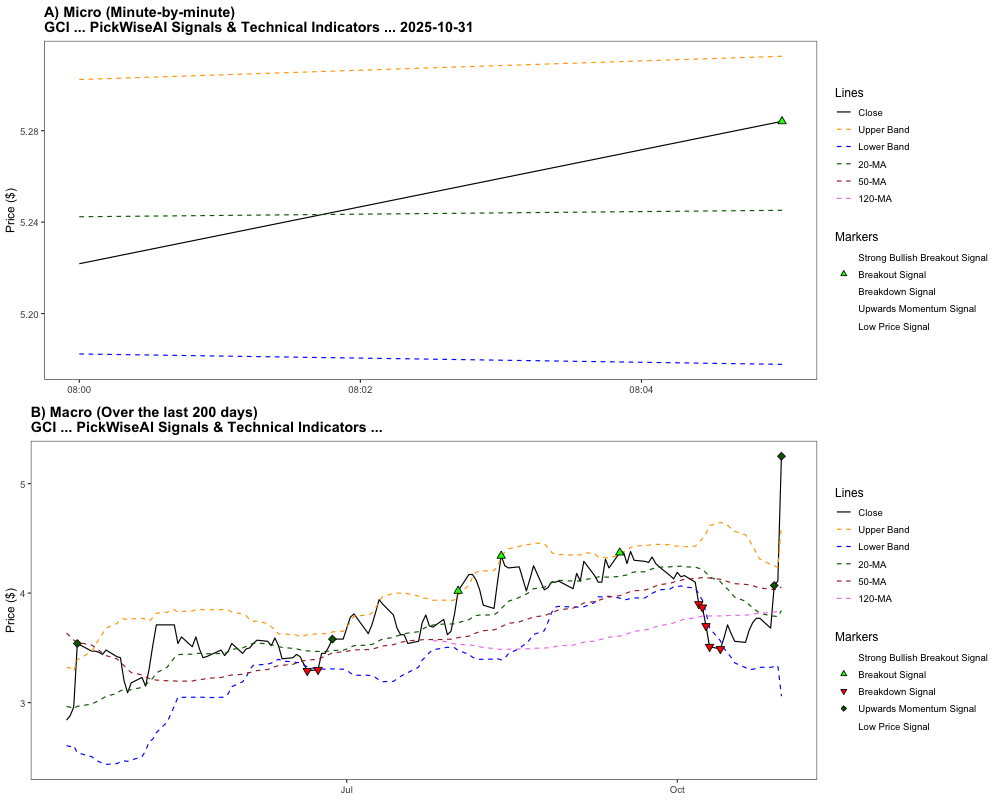 A) Micro (Minute-by-minute)
GCI ... PickWiseAI Signals & Technical Indicators ... 2025-10-31
Price ($)
5.28
5.24
5.20
08:00
08:02
08:04
Lines
Close
Upper Band
Lower Band
20-MA
50-MA
120-MA
Markers
Strong Bullish Breakout Signal
Breakout Signal
Breakdown Signal
Upwards Momentum Signal
Low Price Signal
B) Macro (Over the last 200 days)
GCI ... PickWiseAI Signals & Technical Indicators ...
Price ($)
5
4
3
Jul
Oct
Lines
Close
Upper Band
Lower Band
20-MA
50-MA
120-MA
Markers
Strong Bullish Breakout Signal
Breakout Signal
Breakdown Signal
Upwards Momentum Signal
Low Price Signal